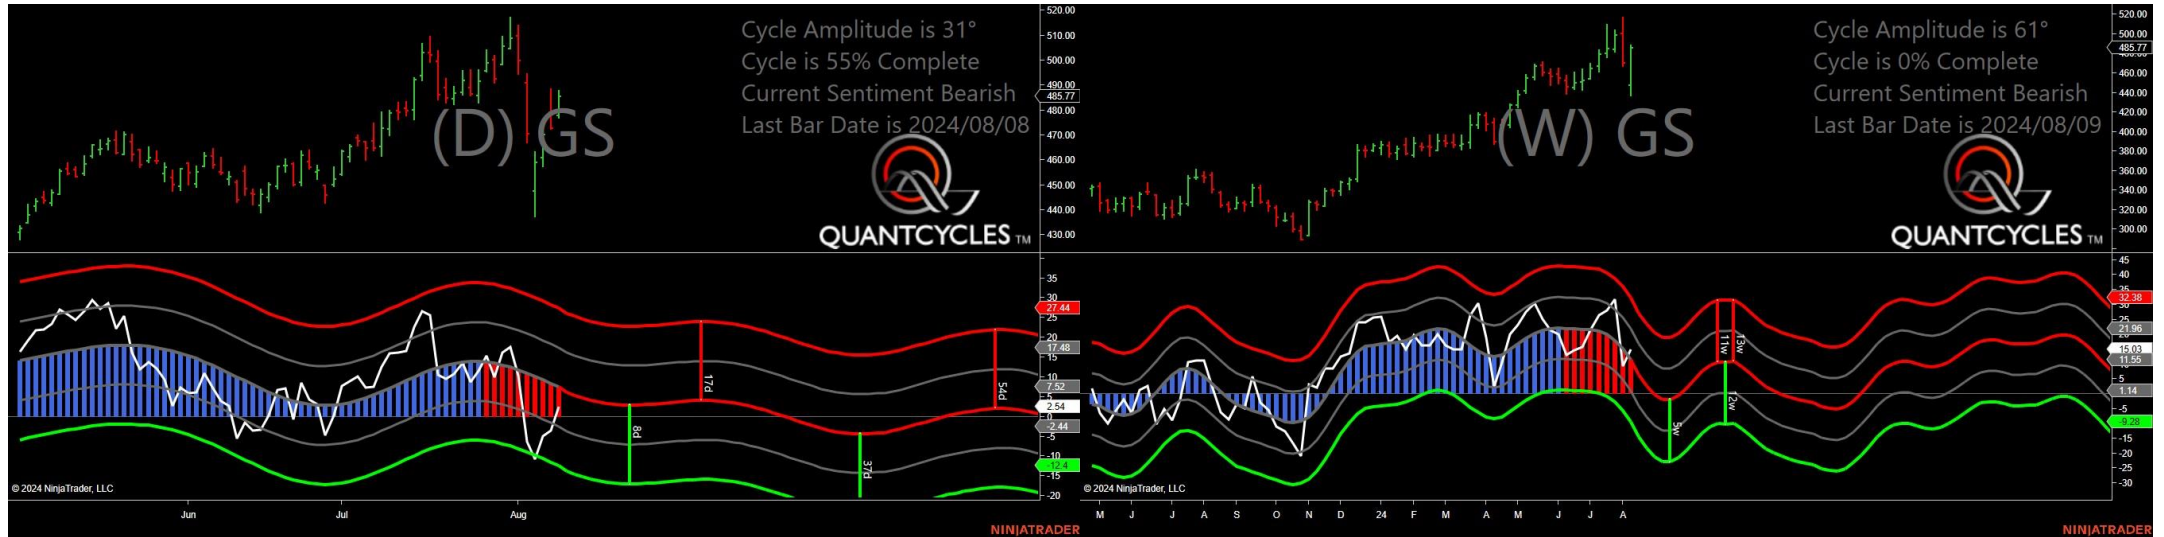 Cycle Amplitude is 31°
Cycle is 55% Complete
Current Sentiment Bearish
Last Bar Date is 2024/08/08
(D) GS
QUANTCYCLES TM
520.00
510.00
500.00
490.00
485.77
480.00
470.00
460.00
450.00
440.00
430.00
35
30
27.44
25
20
17.48
15
10
7.52
5
2.54
0
-2.44
-5
-10
-12.4
-15
-20
8d
17d
37d
54d
© 2024 NinjaTrader, LLC
Jun Jul Aug
NINJATRADER
Cycle Amplitude is 61°
Cycle is 0% Complete
Current Sentiment Bearish
Last Bar Date is 2024/08/09
(W) GS
QUANTCYCLES TM
520.00
500.00
485.77
460.00
440.00
420.00
400.00
380.00
360.00
340.00
320.00
300.00
45
40
35
32.38
25
21.96
15.03
11.55
5
1.14
-5
-9.28
-15
-20
-25
-30
5w
11w
13w
12w
© 2024 NinjaTrader, LLC
M J J A S O N D 24 F M A M J J A
NINJATRADER